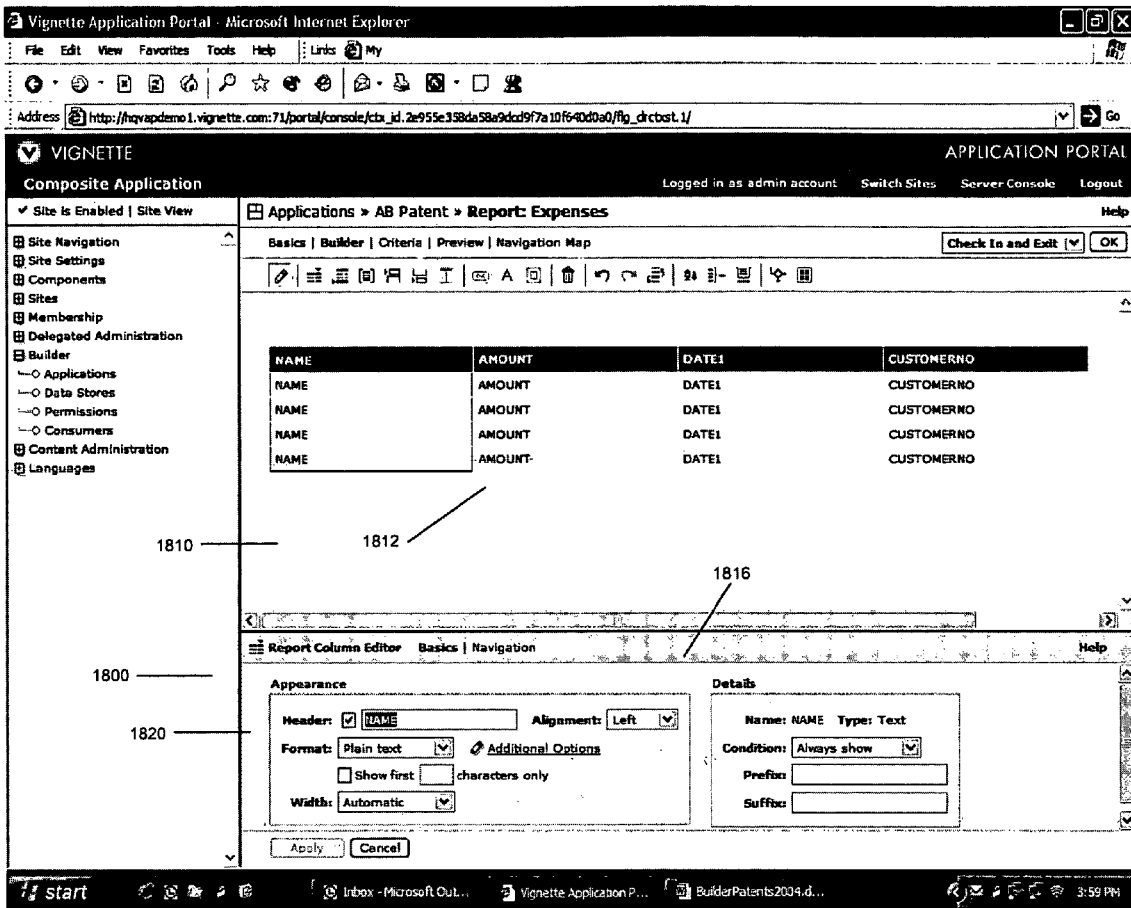 Vignette Application Portal - Microsoft Internet Explorer
File Edit View Favorites Tools Help Links My
Address http://hqvapdemo1.vignette.com:71/portal/console/ctx_id.2e955e358da58a9dcd9f7a10f640d0a0/flg_drctxst.1/ Go
VIGNETTE APPLICATION PORTAL
Composite Application Logged in as admin account Switch Sites Server Console Logout
Site is Enabled | Site View Applications » AB Patent » Report: Expenses Help
Basics | Builder | Criteria | Preview | Navigation Map Check In and Exit OK
Site Navigation
Site Settings
Components
Sites
Membership
Delegated Administration
Builder
Applications
Data Stores
Permissions
Consumers
Content Administration
Languages
NAME AMOUNT DATE1 CUSTOMERNO
NAME AMOUNT DATE1 CUSTOMERNO
NAME AMOUNT DATE1 CUSTOMERNO
NAME AMOUNT DATE1 CUSTOMERNO
NAME AMOUNT DATE1 CUSTOMERNO
1810 1812
1816
Report Column Editor Basics | Navigation Help
1800
1820
Appearance
Header: NAME Alignment: Left
Format: Plain text Additional Options
Show first characters only
Width: Automatic
Details
Name: NAME Type: Text
Condition: Always show
Prefix:
Suffix:
Apply Cancel
start Inbox - Microsoft Out... Vignette Application P... BuilderPatents2004.d... 3:59 PM